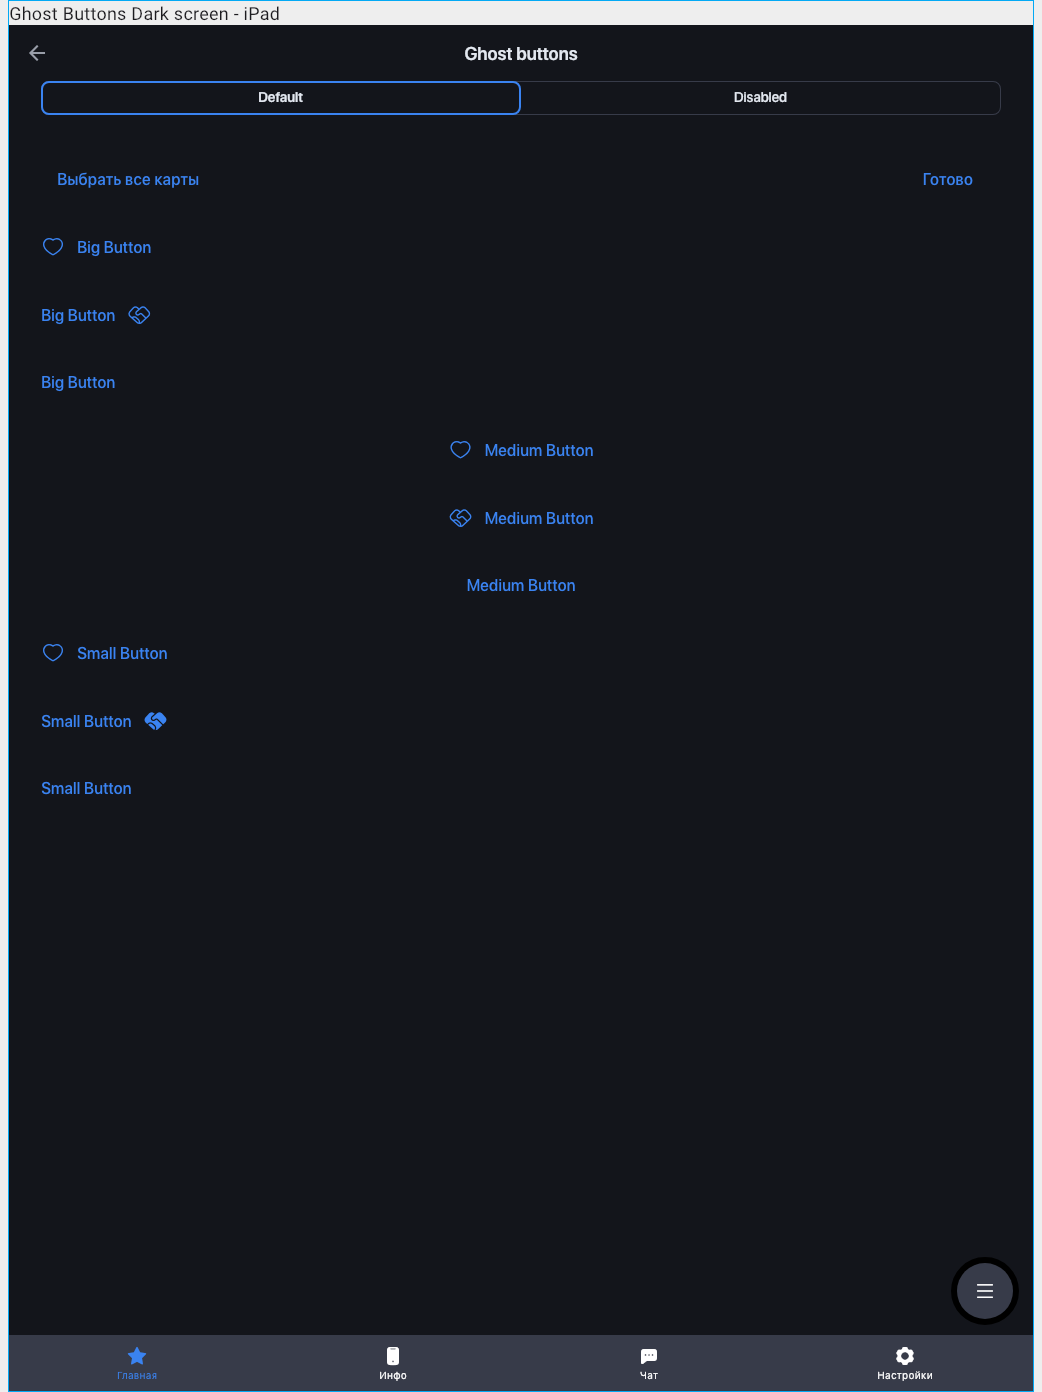 Ghost Buttons Dark screen - iPad
Ghost buttons
Default Disabled
Выбрать все карты Готово
Big Button
Big Button
Big Button
Medium Button
Medium Button
Medium Button
Small Button
Small Button
Small Button
Главная Инфо Чат Настройки